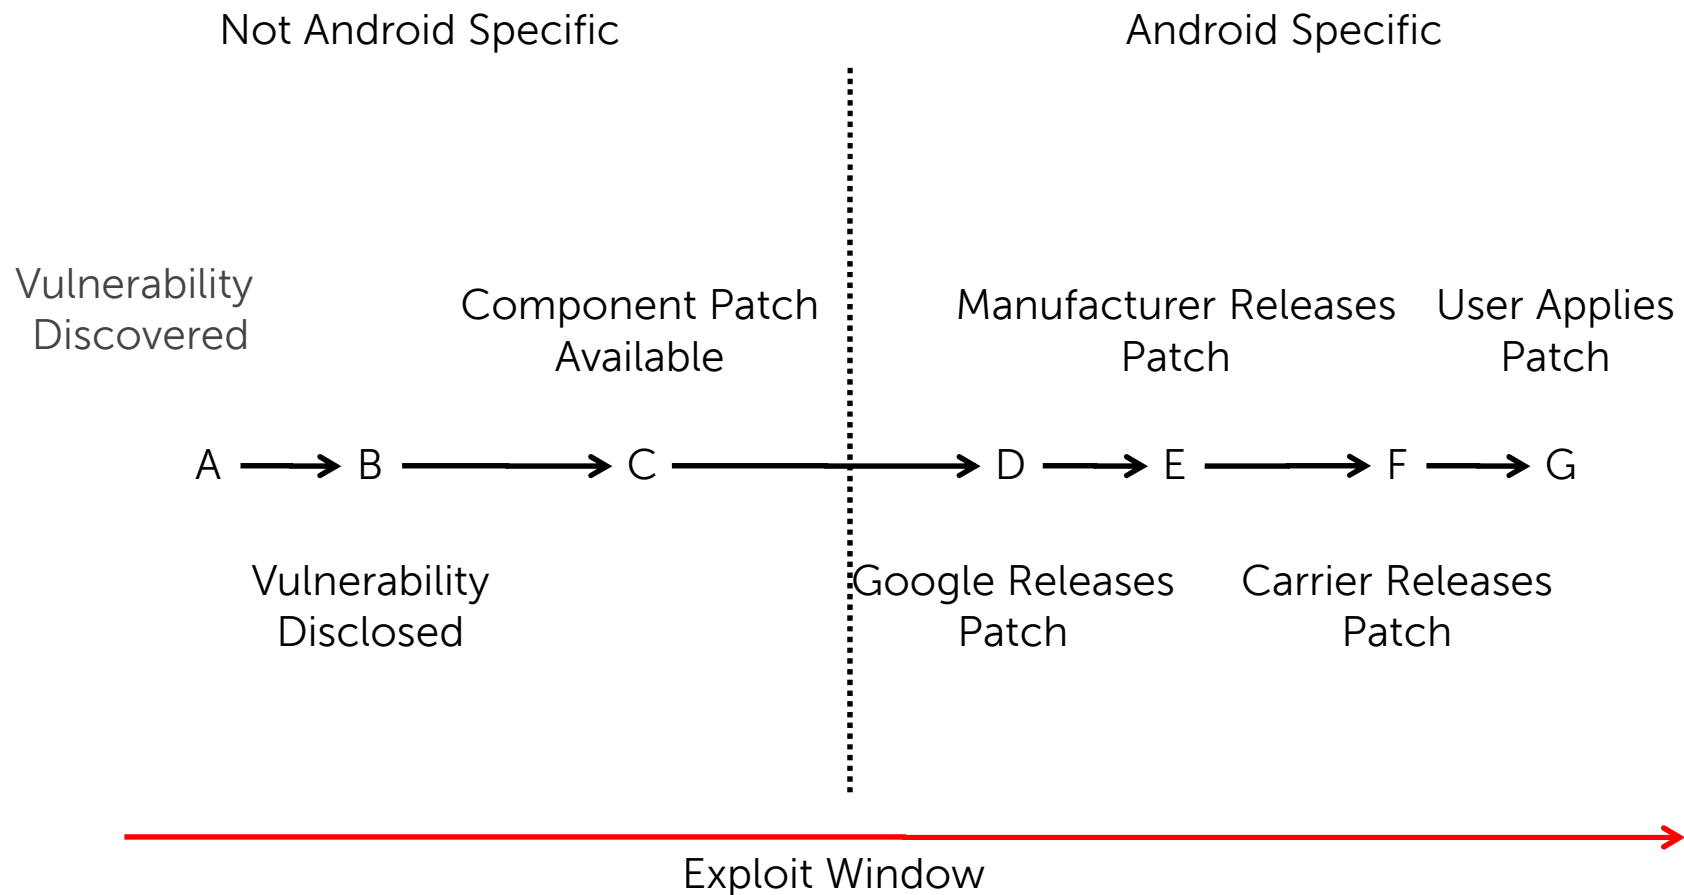 Not Android Specific
Android Specific
Vulnerability
Discovered
Component Patch
Available
Manufacturer Releases
Patch
User Applies
Patch
A
B
C
D
E
F
G
Vulnerability
Disclosed
Google Releases
Patch
Carrier Releases
Patch
Exploit Window